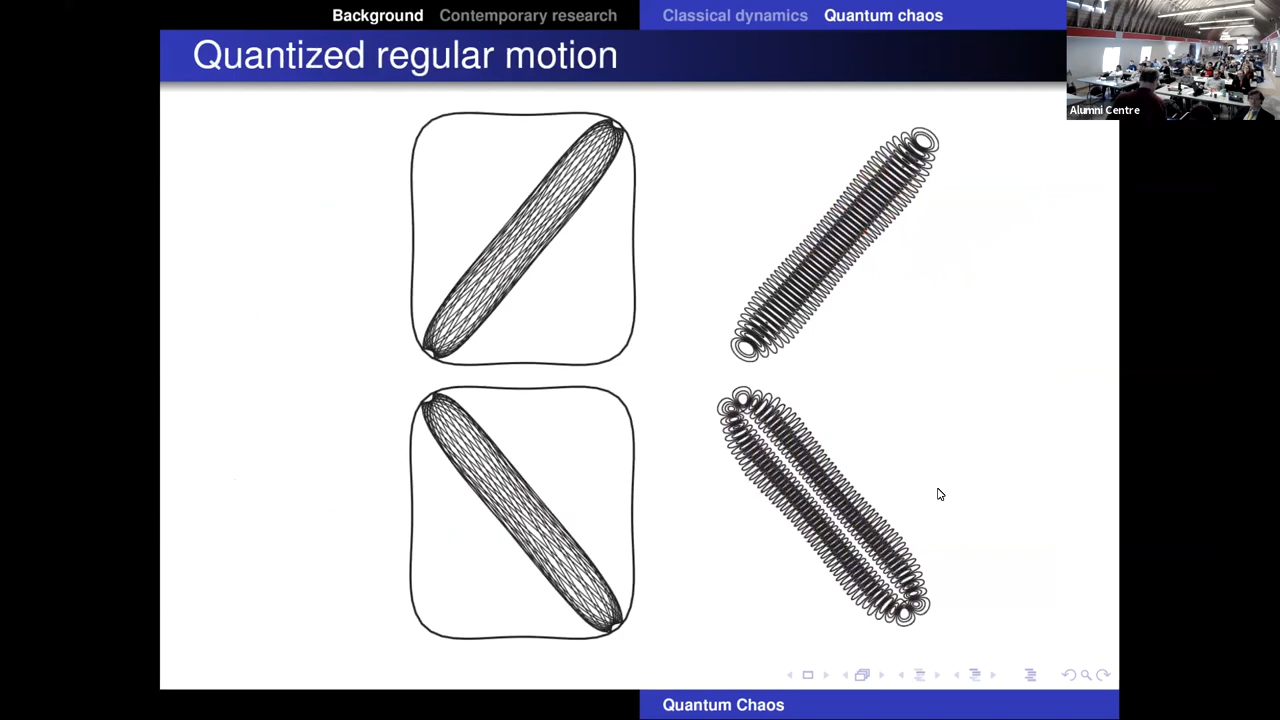 Background Contemporary research Classical dynamics Quantum chaos
Quantized regular motion
Alumni Centre
Quantum Chaos